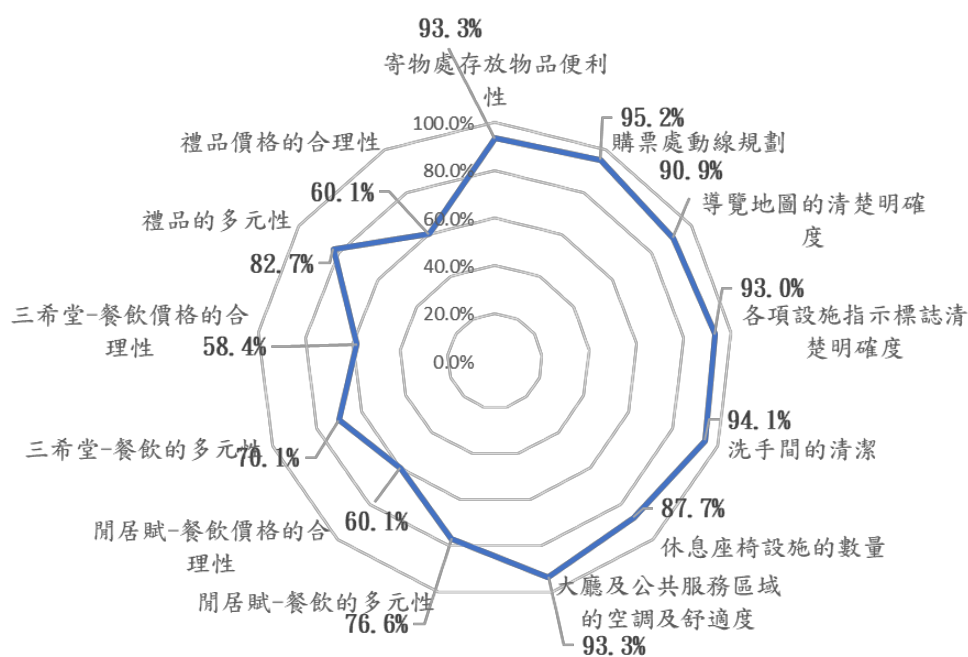 93.3%
寄物處存放物品便利
性
95.2%
購票處動線規劃
90.9%
導覽地圖的清楚明確
度
93.0%
各項設施指示標誌清
楚明確度
94.1%
洗手間的清潔
87.7%
休息座椅設施的數量
大廳及公共服務區域
的空調及舒適度
93.3%
閒居賦-餐飲的多元性
76.6%
閒居賦-餐飲價格的合
理性
60.1%
三希堂-餐飲的多元性
70.1%
三希堂-餐飲價格的合
理性
58.4%
禮品的多元性
82.7%
禮品價格的合理性
60.1%
100.0%
80.0%
60.0%
40.0%
20.0%
0.0%